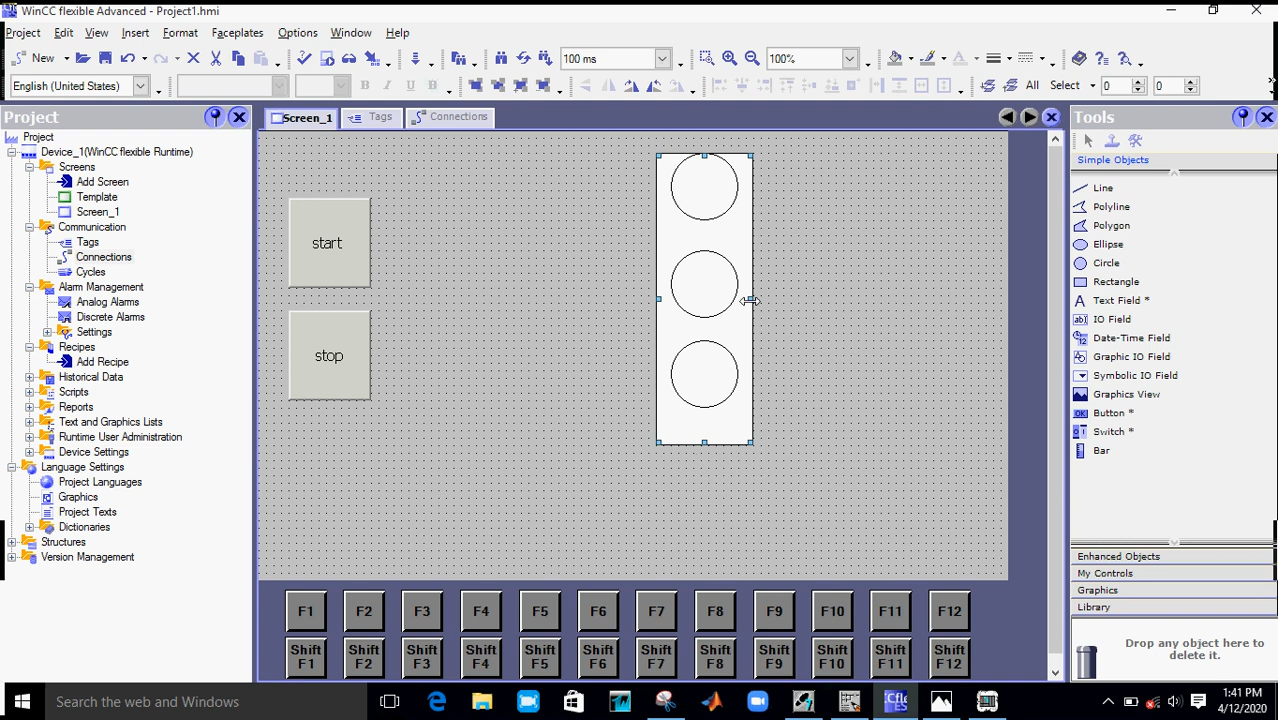 WinCC flexible Advanced - Project1.hmi
Project Edit View Insert Format Faceplates Options Window Help
New 100 ms 100%
English (United States) A B I U B All Select 0 0
Project
Screen_1 Tags Connections
Tools
Project
Device_1(WinCC flexible Runtime)
Screens
Add Screen
Template
Screen_1
Communication
Tags
Connections
Cycles
Alarm Management
Analog Alarms
Discrete Alarms
Settings
Recipes
Add Recipe
Historical Data
Scripts
Reports
Text and Graphics Lists
Runtime User Administration
Device Settings
Language Settings
Project Languages
Graphics
Project Texts
Dictionaries
Structures
Version Management
start
stop
F1 F2 F3 F4 F5 F6 F7 F8 F9 F10 F11 F12
Shift Shift Shift Shift Shift Shift Shift Shift Shift Shift Shift Shift
F1 F2 F3 F4 F5 F6 F7 F8 F9 F10 F11 F12
Simple Objects
Line
Polyline
Polygon
Ellipse
Circle
Rectangle
A Text Field *
IO Field
Date-Time Field
Graphic IO Field
Symbolic IO Field
Graphics View
Button *
Switch *
Bar
Enhanced Objects
My Controls
Graphics
Library
Drop any object here to
delete it.
Search the web and Windows
1:41 PM
4/12/2020